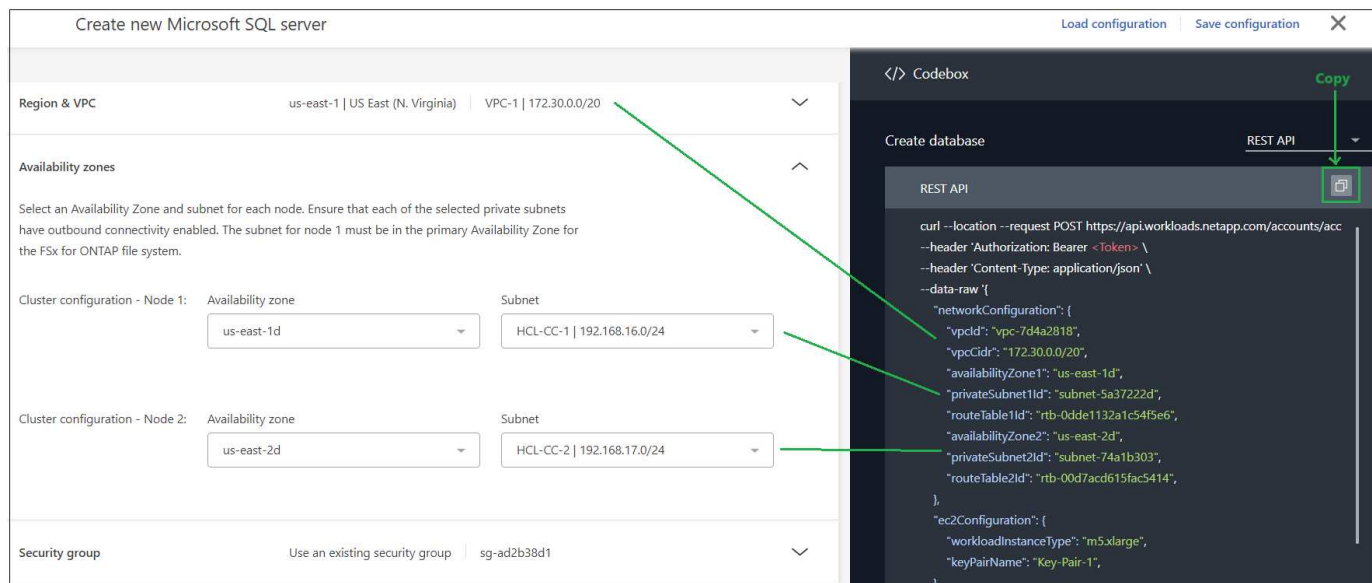 Create new Microsoft SQL server
Load configuration
Save configuration
Region & VPC
us-east-1 | US East (N. Virginia)
VPC-1 | 172.30.0.0/20
Availability zones
Select an Availability Zone and subnet for each node. Ensure that each of the selected private subnets
have outbound connectivity enabled. The subnet for node 1 must be in the primary Availability Zone for
the FSx for ONTAP file system.
Cluster configuration - Node 1:
Availability zone
us-east-1d
Subnet
HCL-CC-1 | 192.168.16.0/24
Cluster configuration - Node 2:
Availability zone
us-east-2d
Subnet
HCL-CC-2 | 192.168.17.0/24
Security group
Use an existing security group
sg-ad2b38d1
</> Codebox
Copy
Create database
REST API
REST API
curl --location --request POST https://api.workloads.netapp.com/accounts/acc
--header 'Authorization: Bearer <Token> \
--header 'Content-Type: application/json' \
--data-raw '{
"networkConfiguration": {
"vpcId": "vpc-7d4a2818",
"vpcCidr": "172.30.0.0/20",
"availabilityZone1": "us-east-1d",
"privateSubnet1Id": "subnet-5a37222d",
"routeTable1Id": "rtb-0dde1132a1c54f5e6",
"availabilityZone2": "us-east-2d",
"privateSubnet2Id": "subnet-74a1b303",
"routeTable2Id": "rtb-00d7acd615fac5414",
},
"ec2Configuration": {
"workloadInstanceType": "m5.xlarge",
"keyPairName": "Key-Pair-1",
}